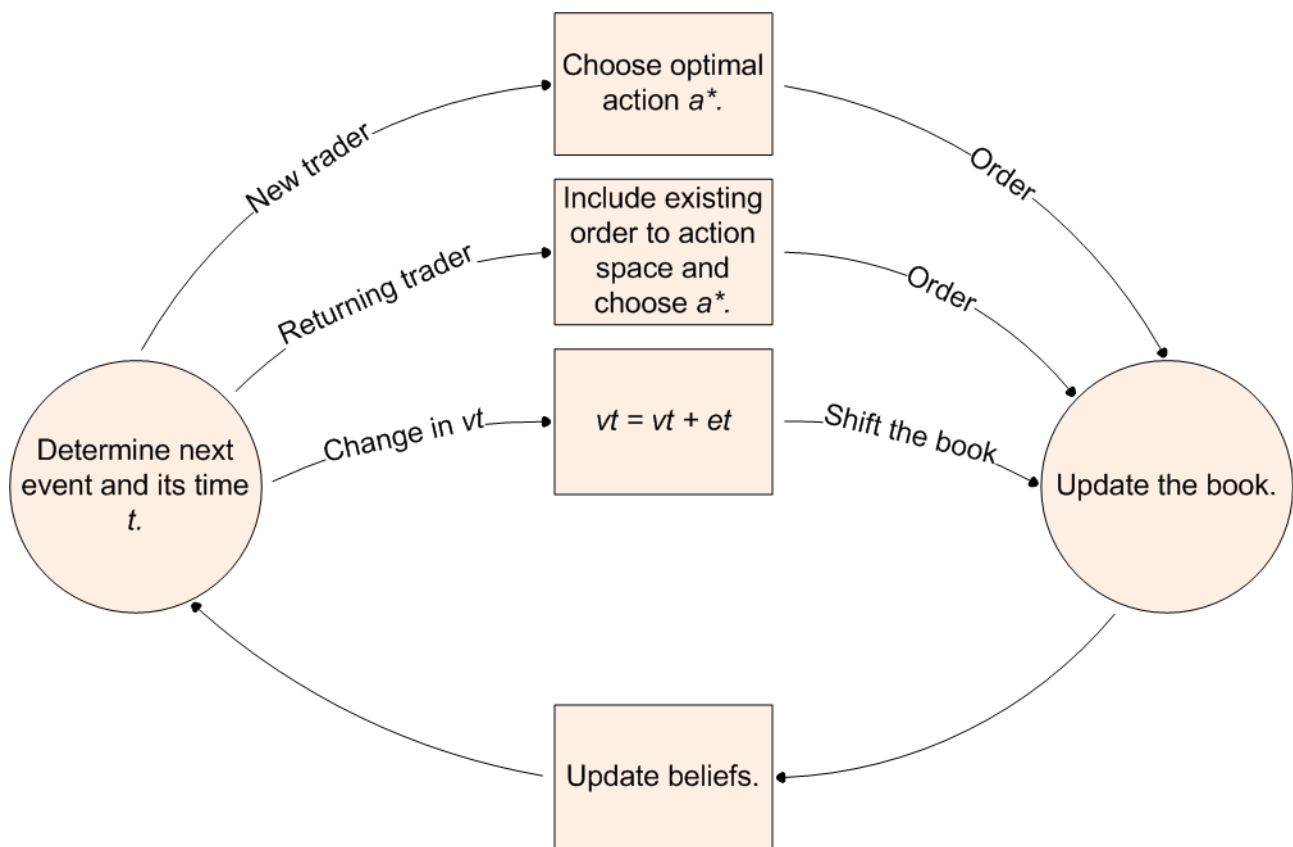 Choose optimal
action a*.
New trader
Order
Include existing
order to action
space and
choose a*.
Returning trader
Order
Change in vt
vt = vt + et
Shift the book
Determine next
event and its time
t.
Update the book.
Update beliefs.